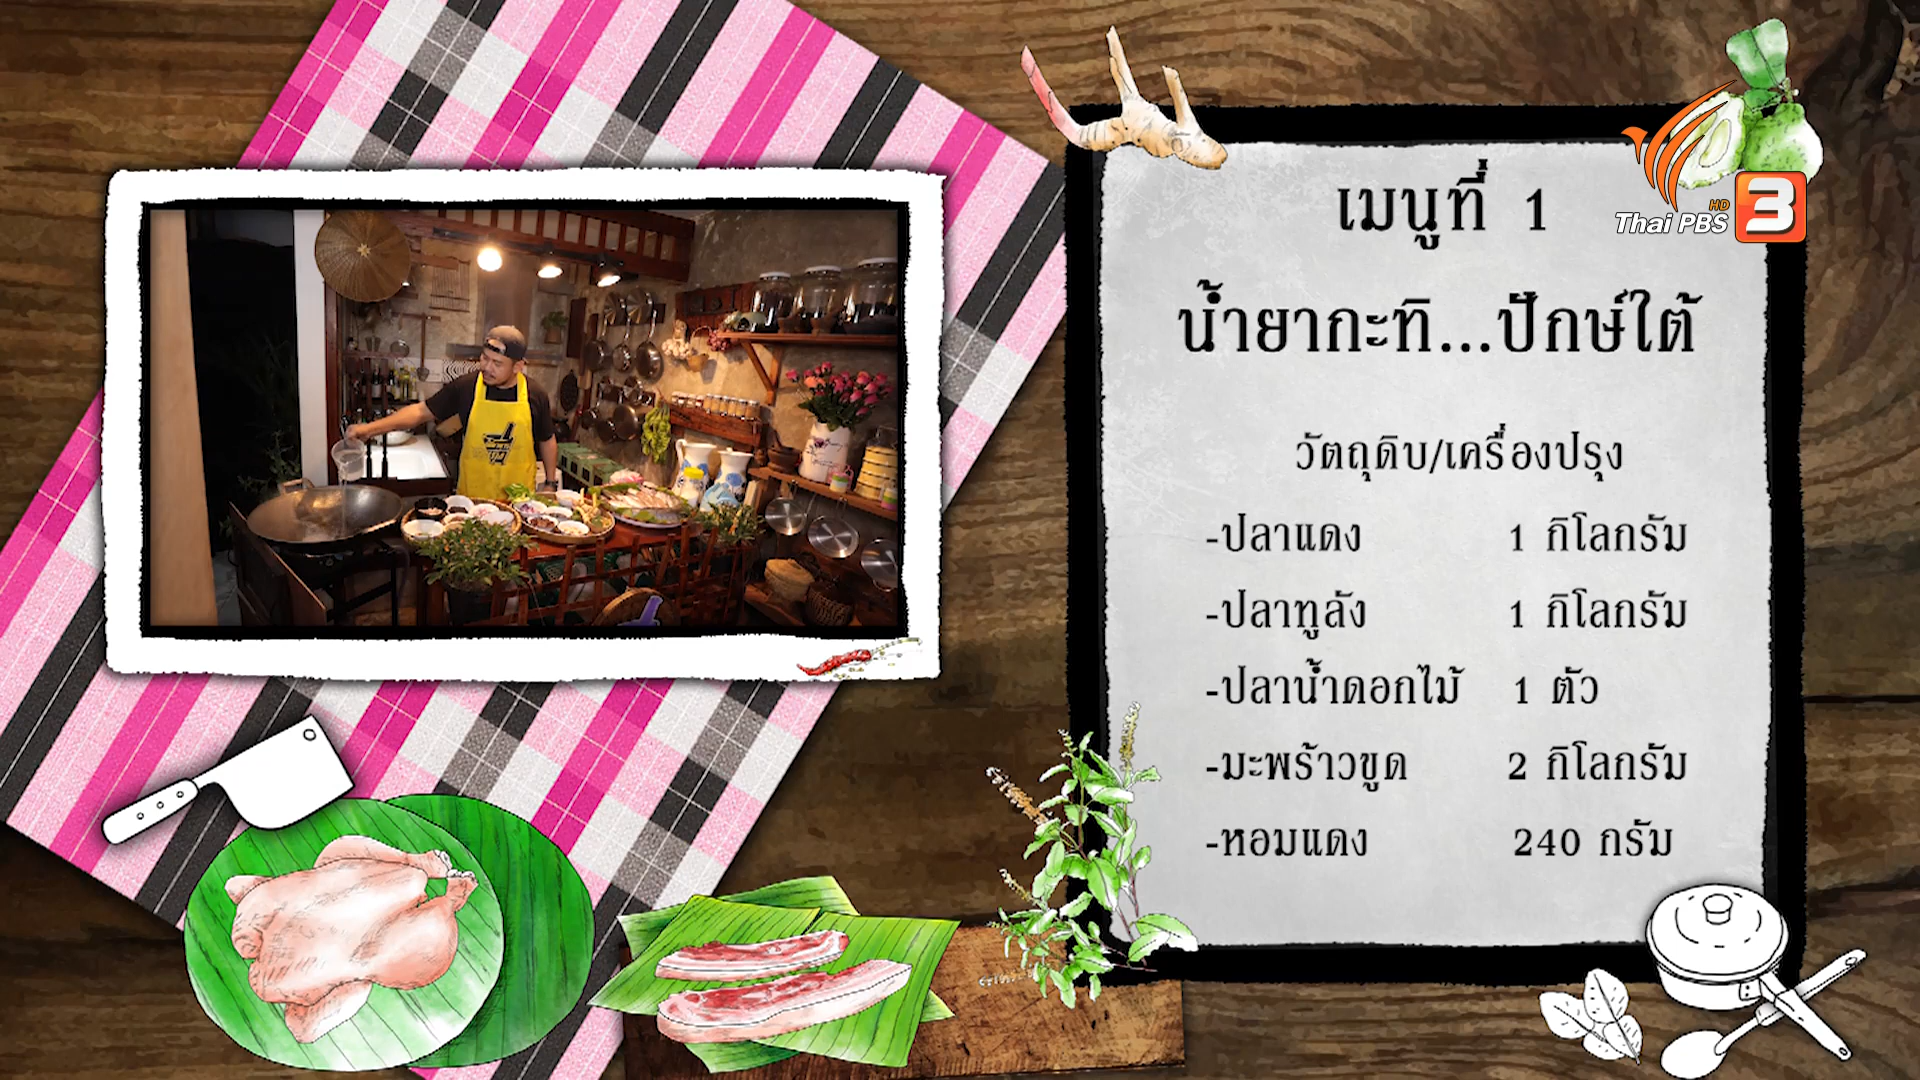 เมนูที่ 1
น้ำยากะทิ...ปักษ์ใต้
วัตถุดิบ/เครื่องปรุง
-ปลาแดง 1 กิโลกรัม
-ปลาทูลัง 1 กิโลกรัม
-ปลาน้ำดอกไม้ 1 ตัว
-มะพร้าวขูด 2 กิโลกรัม
-หอมแดง 240 กรัม
HD
Thai PBS 3